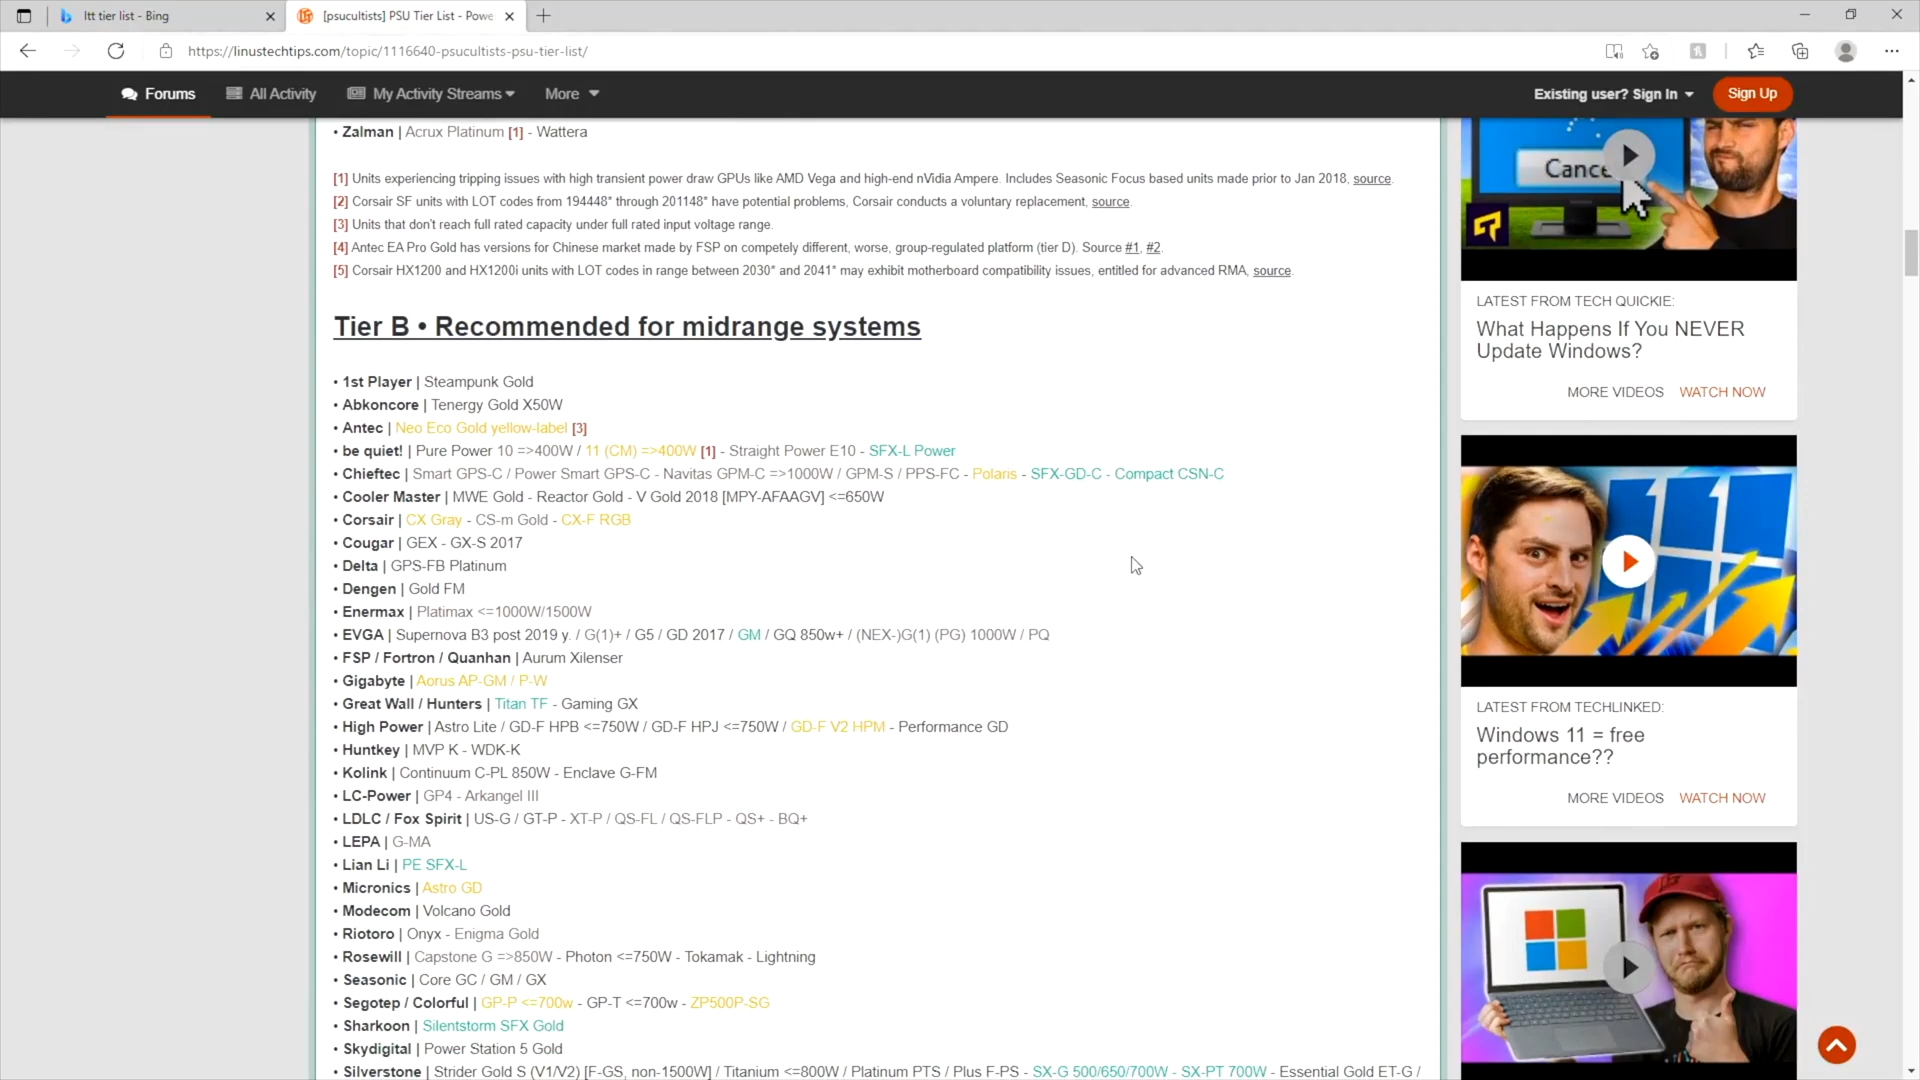 ltt tier list - Bing
[psucultists] PSU Tier List - Powe
https://linustechtips.com/topic/1116640-psucultists-psu-tier-list/
Forums
All Activity
My Activity Streams
More
Existing user? Sign In
Sign Up
• Zalman | Acrux Platinum [1] - Wattera
[1] Units experiencing tripping issues with high transient power draw GPUs like AMD Vega and high-end nVidia Ampere. Includes Seasonic Focus based units made prior to Jan 2018, source.
[2] Corsair SF units with LOT codes from 194448* through 201148* have potential problems, Corsair conducts a voluntary replacement, source.
[3] Units that don't reach full rated capacity under full rated input voltage range.
[4] Antec EA Pro Gold has versions for Chinese market made by FSP on competely different, worse, group-regulated platform (tier D). Source #1, #2.
[5] Corsair HX1200 and HX1200i units with LOT codes in range between 2030* and 2041* may exhibit motherboard compatibility issues, entitled for advanced RMA, source.
Tier B • Recommended for midrange systems
• 1st Player | Steampunk Gold
• Abkoncore | Tenergy Gold X50W
• Antec | Neo Eco Gold yellow-label [3]
• be quiet! | Pure Power 10 =>400W / 11 (CM) =>400W [1] - Straight Power E10 - SFX-L Power
• Chieftec | Smart GPS-C / Power Smart GPS-C - Navitas GPM-C =>1000W / GPM-S / PPS-FC - Polaris - SFX-GD-C - Compact CSN-C
• Cooler Master | MWE Gold - Reactor Gold - V Gold 2018 [MPY-AFAAGV] <=650W
• Corsair | CX Gray - CS-m Gold - CX-F RGB
• Cougar | GEX - GX-S 2017
• Delta | GPS-FB Platinum
• Dengen | Gold FM
• Enermax | Platimax <=1000W/1500W
• EVGA | Supernova B3 post 2019 y. / G(1)+ / G5 / GD 2017 / GM / GQ 850w+ / (NEX-)G(1) (PG) 1000W / PQ
• FSP / Fortron / Quanhan | Aurum Xilenser
• Gigabyte | Aorus AP-GM / P-W
• Great Wall / Hunters | Titan TF - Gaming GX
• High Power | Astro Lite / GD-F HPB <=750W / GD-F HPJ <=750W / GD-F V2 HPM - Performance GD
• Huntkey | MVP K - WDK-K
• Kolink | Continuum C-PL 850W - Enclave G-FM
• LC-Power | GP4 - Arkangel III
• LDLC / Fox Spirit | US-G / GT-P - XT-P / QS-FL / QS-FLP - QS+ - BQ+
• LEPA | G-MA
• Lian Li | PE SFX-L
• Micronics | Astro GD
• Modecom | Volcano Gold
• Riotoro | Onyx - Enigma Gold
• Rosewill | Capstone G =>850W - Photon <=750W - Tokamak - Lightning
• Seasonic | Core GC / GM / GX
• Segotep / Colorful | GP-P <=700w - GP-T <=700w - ZP500P-SG
• Sharkoon | Silentstorm SFX Gold
• Skydigital | Power Station 5 Gold
• Silverstone | Strider Gold S (V1/V2) [F-GS, non-1500W] / Titanium <=800W / Platinum PTS / Plus F-PS - SX-G 500/650/700W - SX-PT 700W - Essential Gold ET-G /
Cance
LATEST FROM TECH QUICKIE:
What Happens If You NEVER
Update Windows?
MORE VIDEOS
WATCH NOW
LATEST FROM TECHLINKED:
Windows 11 = free
performance??
MORE VIDEOS
WATCH NOW